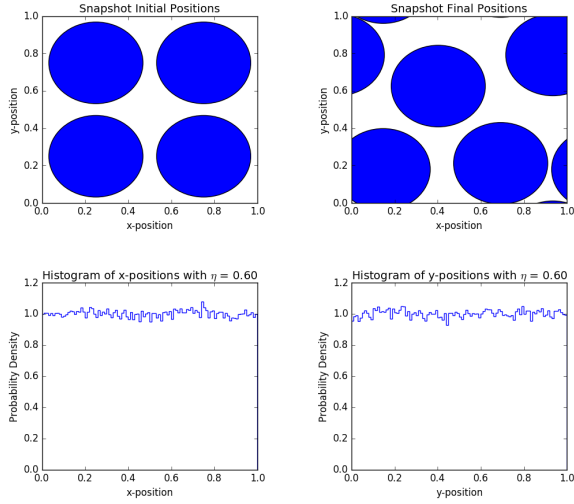 Snapshot Initial Positions
1.0
0.8
0.6
0.4
0.2
0.0
y-position
0.0 0.2 0.4 0.6 0.8 1.0
x-position
Snapshot Final Positions
1.0
0.8
0.6
0.4
0.2
0.0
y-position
0.0 0.2 0.4 0.6 0.8 1.0
x-position
Histogram of x-positions with η = 0.60
1.2
1.0
0.8
0.6
0.4
0.2
0.0
Probability Density
0.0 0.2 0.4 0.6 0.8 1.0
x-position
Histogram of y-positions with η = 0.60
1.2
1.0
0.8
0.6
0.4
0.2
0.0
Probability Density
0.0 0.2 0.4 0.6 0.8 1.0
y-position